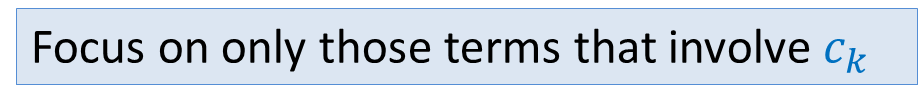 Focus on only those terms that involve $c_k$